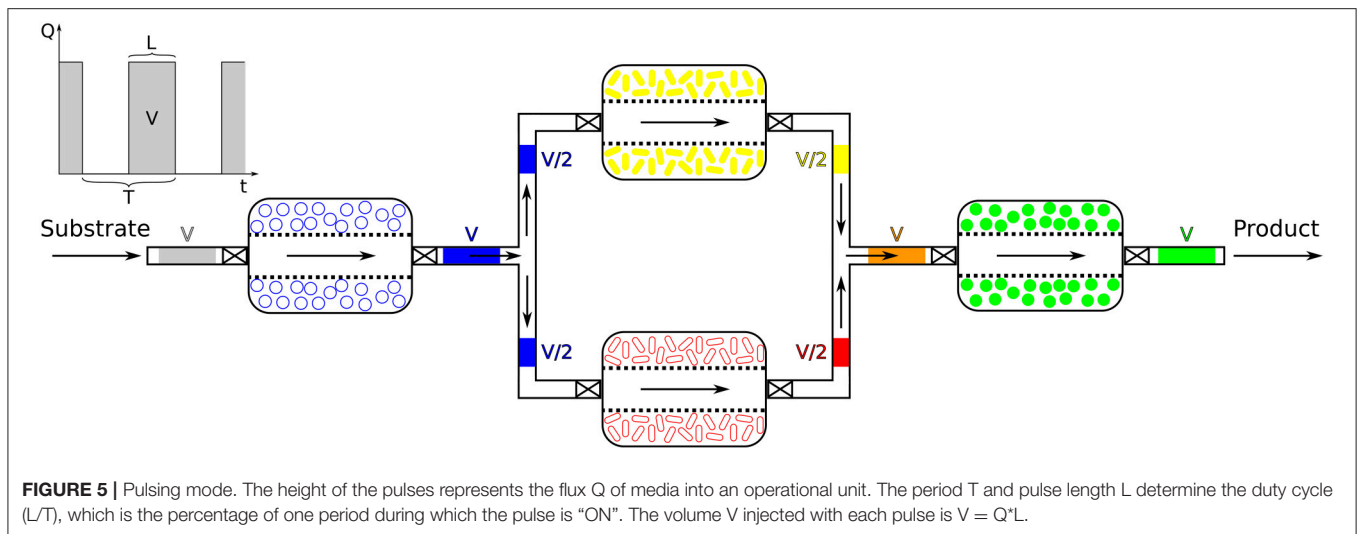 Q
L
V
t
T
Substrate
V
V
V/2
V/2
V/2
V/2
V
V
Product
FIGURE 5 | Pulsing mode. The height of the pulses represents the flux Q of media into an operational unit. The period T and pulse length L determine the duty cycle
(L/T), which is the percentage of one period during which the pulse is “ON”. The volume V injected with each pulse is V = Q*L.